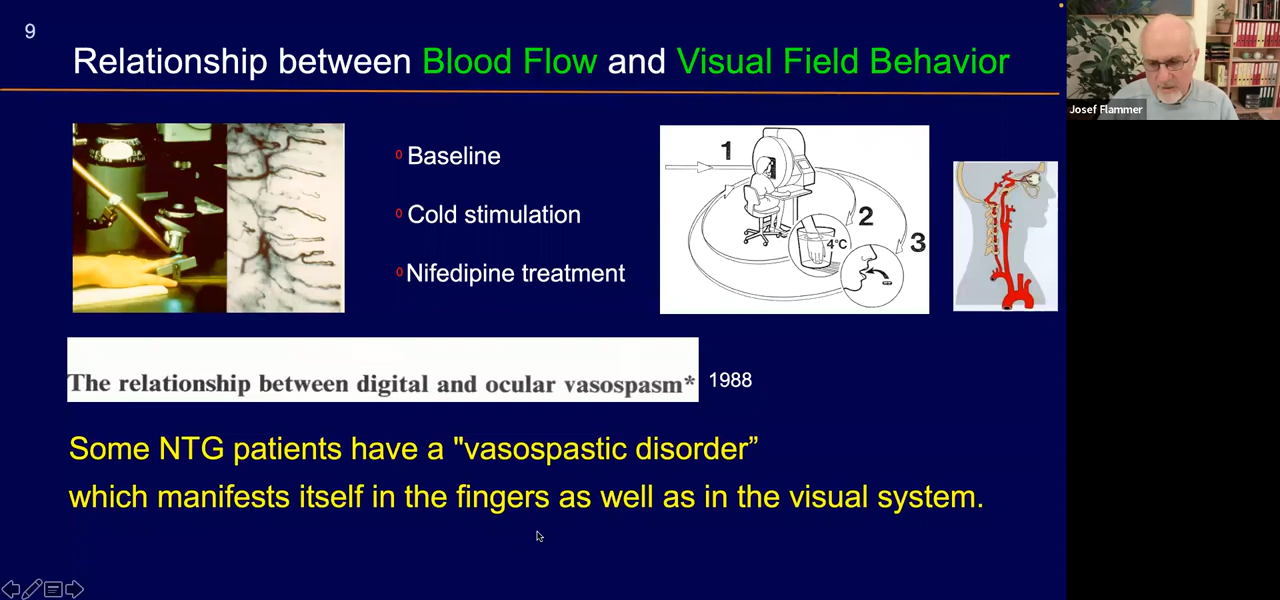 9
Relationship between Blood Flow and Visual Field Behavior
Josef Flammer
o Baseline
o Cold stimulation
o Nifedipine treatment
1
2
4°C
3
The relationship between digital and ocular vasospasm*
1988
Some NTG patients have a "vasospastic disorder”
which manifests itself in the fingers as well as in the visual system.